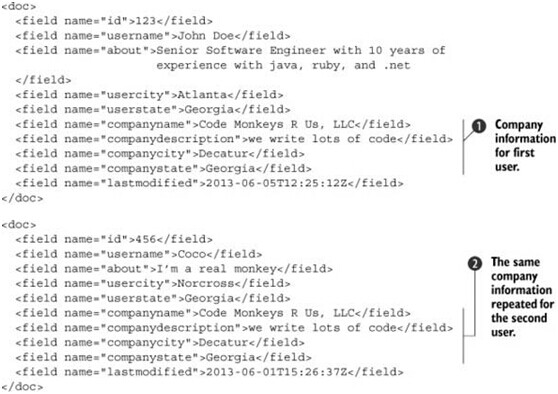 <doc>
  <field name="id">123</field>
  <field name="username">John Doe</field>
  <field name="about">Senior Software Engineer with 10 years of
                      experience with java, ruby, and .net
  </field>
  <field name="usercity">Atlanta</field>
  <field name="userstate">Georgia</field>
  <field name="companyname">Code Monkeys R Us, LLC</field>
  <field name="companydescription">we write lots of code</field>
  <field name="companycity">Decatur</field>
  <field name="companystate">Georgia</field>
  <field name="lastmodified">2013-06-05T12:25:12Z</field>
</doc>
1 Company
information
for first
user.
<doc>
  <field name="id">456</field>
  <field name="username">Coco</field>
  <field name="about">I'm a real monkey</field>
  <field name="usercity">Norcross</field>
  <field name="userstate">Georgia</field>
  <field name="companyname">Code Monkeys R Us, LLC</field>
  <field name="companydescription">we write lots of code</field>
  <field name="companycity">Decatur</field>
  <field name="companystate">Georgia</field>
  <field name="lastmodified">2013-06-01T15:26:37Z</field>
</doc>
2 The same
company
information
repeated for
the second
user.